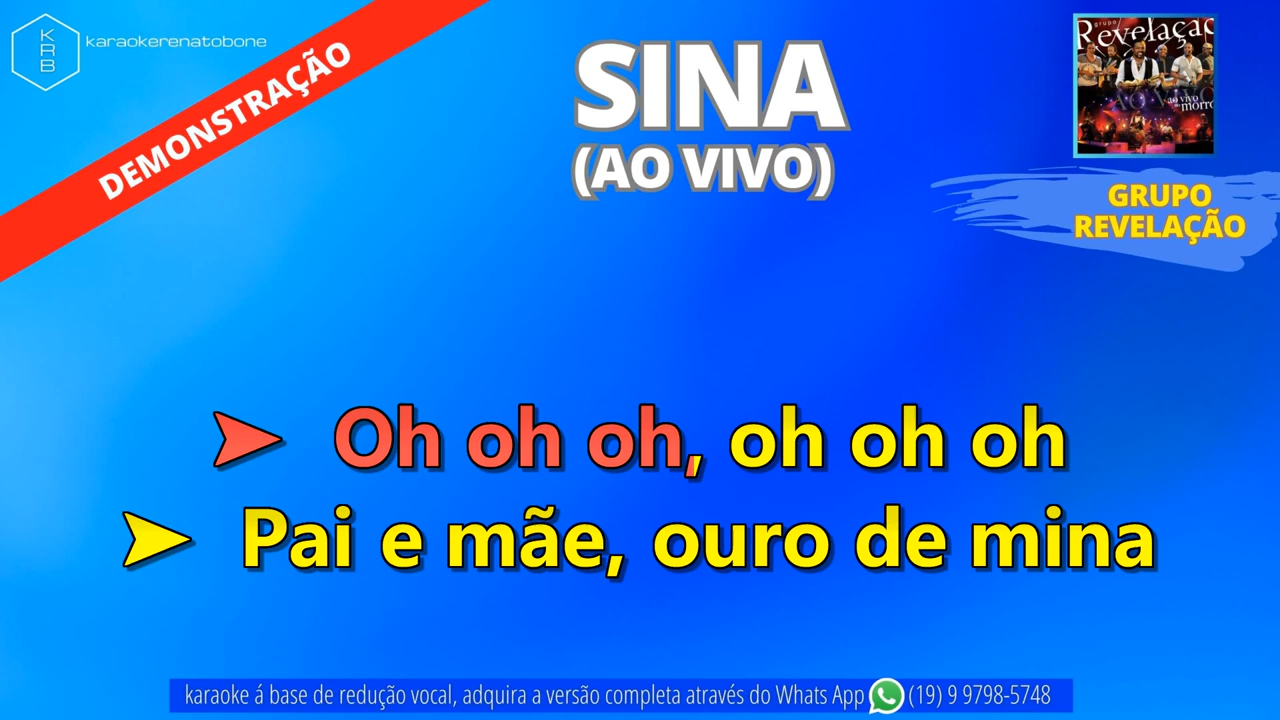 KRB
karaokerenatobone
DEMONSTRAÇÃO
SINA
(AO VIVO)
grupo
Revelação
ao vivo
morro
GRUPO
REVELAÇÃO
➤ Oh oh oh, oh oh oh
➤ Pai e mãe, ouro de mina
karaoke á base de redução vocal, adquira a versão completa através do Whats App (19) 9 9798-5748